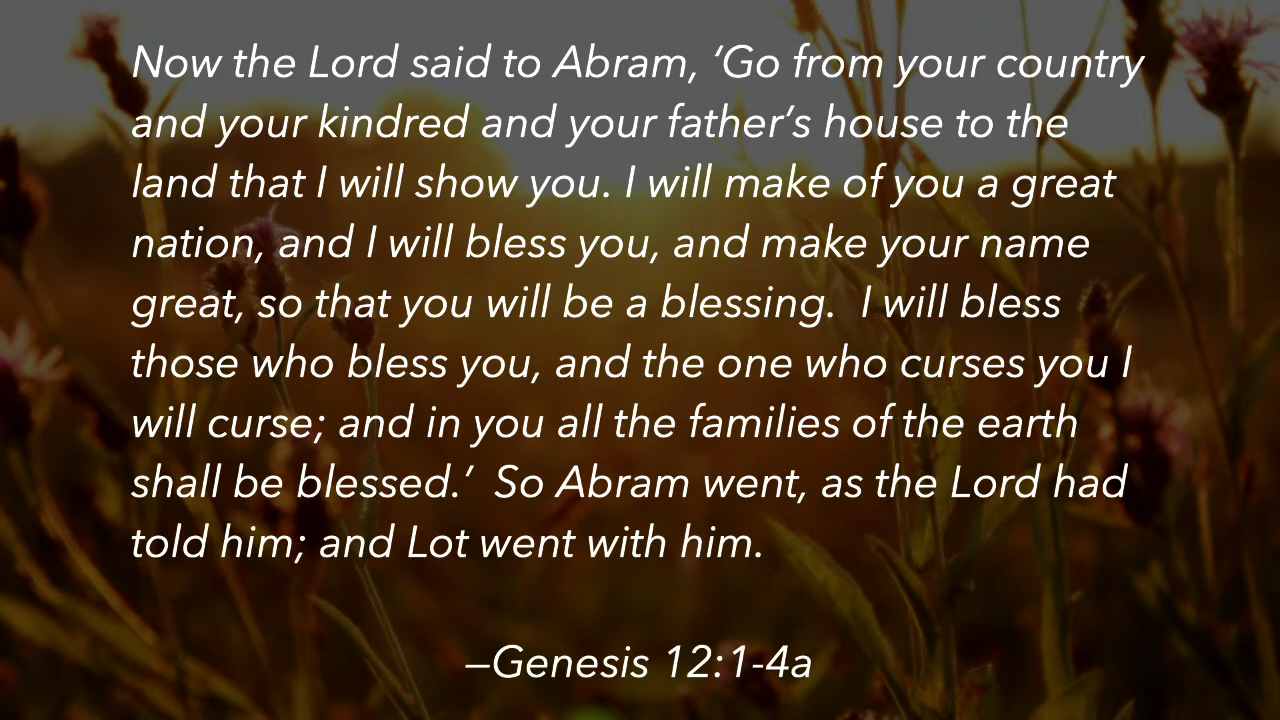 Now the Lord said to Abram, ‘Go from your country
and your kindred and your father’s house to the
land that I will show you. I will make of you a great
nation, and I will bless you, and make your name
great, so that you will be a blessing.  I will bless
those who bless you, and the one who curses you I
will curse; and in you all the families of the earth
shall be blessed.’  So Abram went, as the Lord had
told him; and Lot went with him.
–Genesis 12:1-4a